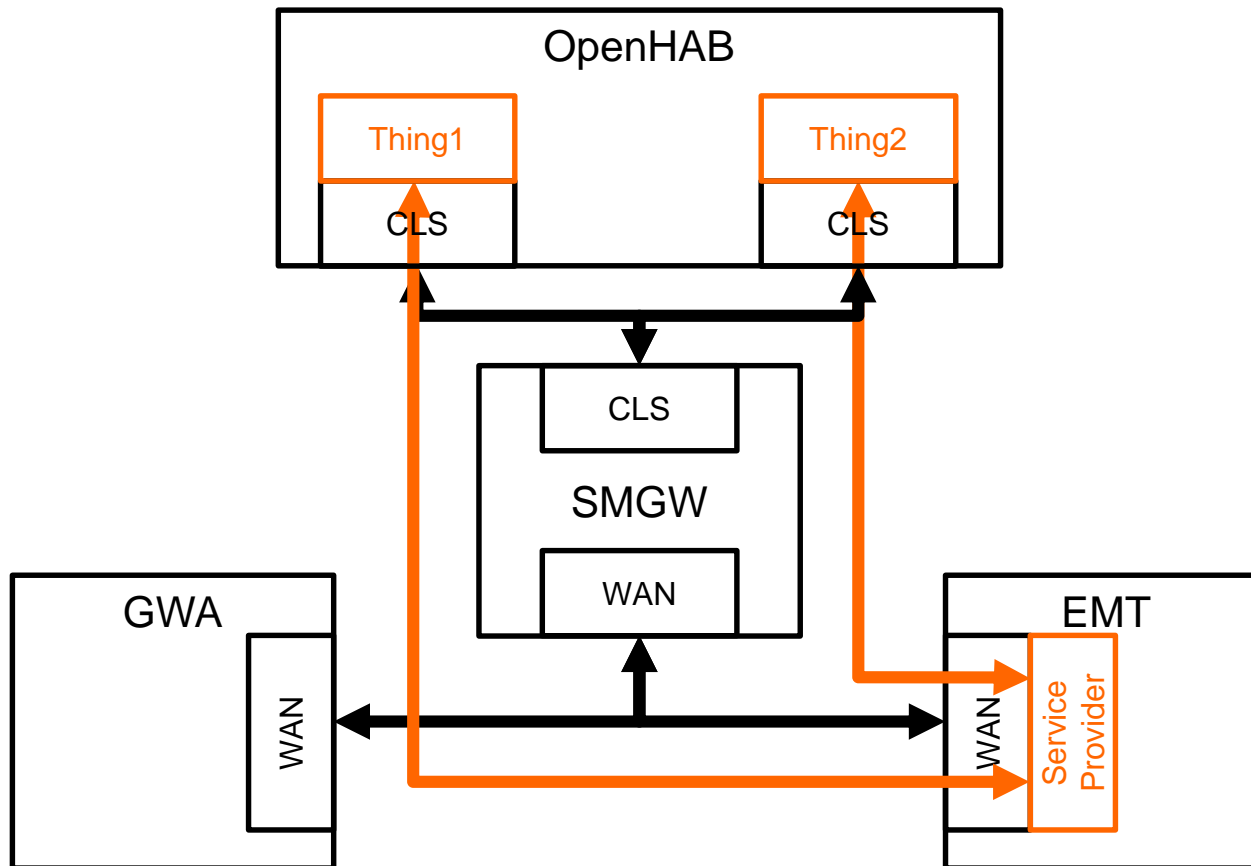 OpenHAB
Thing1
Thing2
CLS
CLS
CLS
SMGW
WAN
GWA
WAN
EMT
WAN
Service
Provider